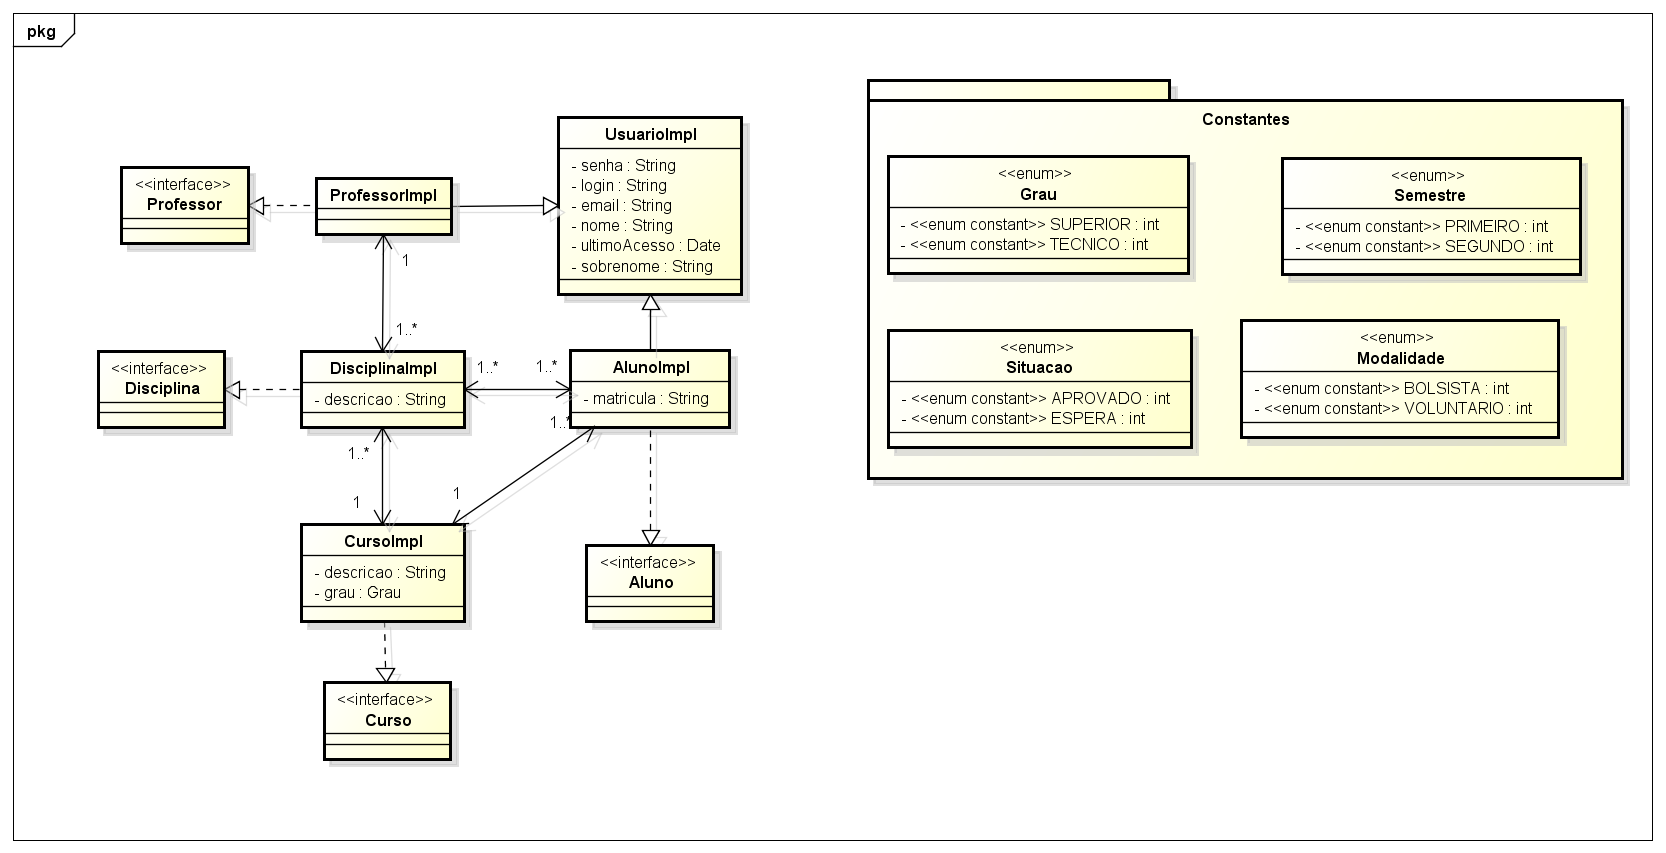 pkg
<<interface>>
Professor
ProfessorImpl
UsuarioImpl
- senha : String
- login : String
- email : String
- nome : String
- ultimoAcesso : Date
- sobrenome : String
1
1..*
<<interface>>
Disciplina
DisciplinaImpl
- descricao : String
1..*
1..*
AlunoImpl
- matricula : String
1..*
1..*
1
1
CursoImpl
- descricao : String
- grau : Grau
<<interface>>
Aluno
<<interface>>
Curso
Constantes
<<enum>>
Grau
- <<enum constant>> SUPERIOR : int
- <<enum constant>> TECNICO : int
<<enum>>
Semestre
- <<enum constant>> PRIMEIRO : int
- <<enum constant>> SEGUNDO : int
<<enum>>
Situacao
- <<enum constant>> APROVADO : int
- <<enum constant>> ESPERA : int
<<enum>>
Modalidade
- <<enum constant>> BOLSISTA : int
- <<enum constant>> VOLUNTARIO : int